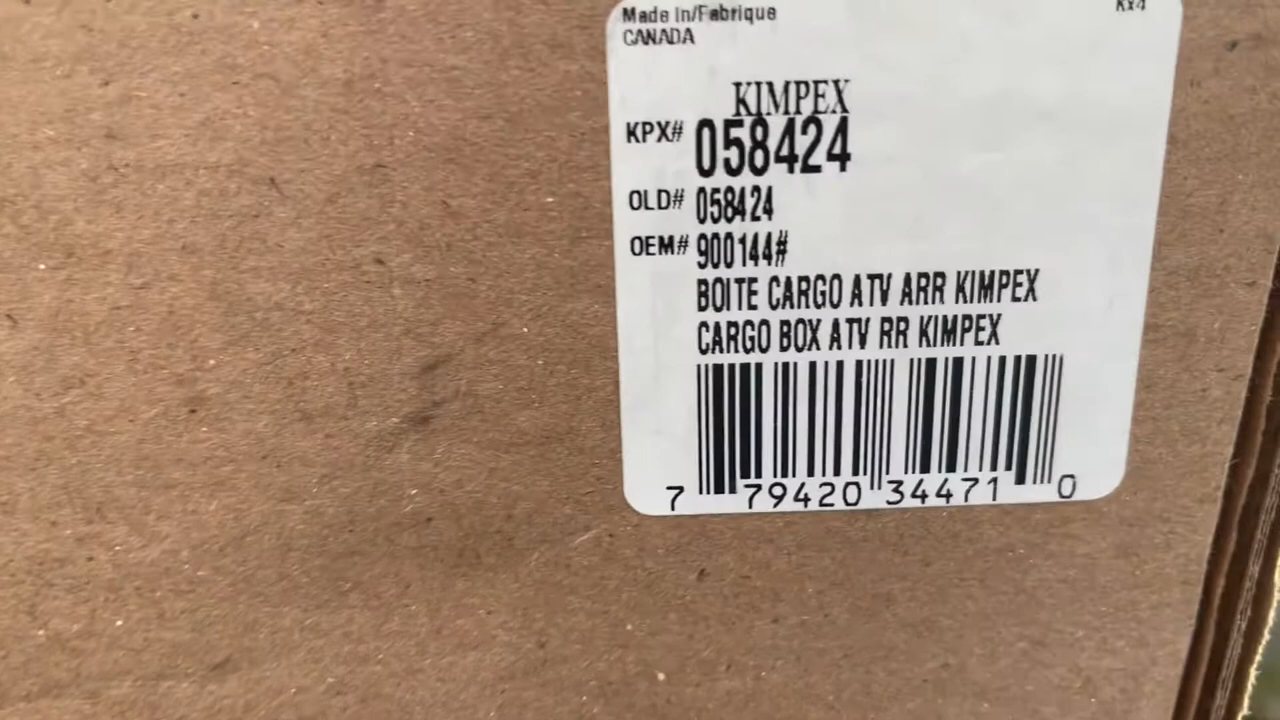 Made In/Fabrique
CANADA
KIMPEX
KPX# 058424
OLD# 058424
OEM# 900144#
BOITE CARGO ATV ARR KIMPEX
CARGO BOX ATV RR KIMPEX
7 79420 34471 0